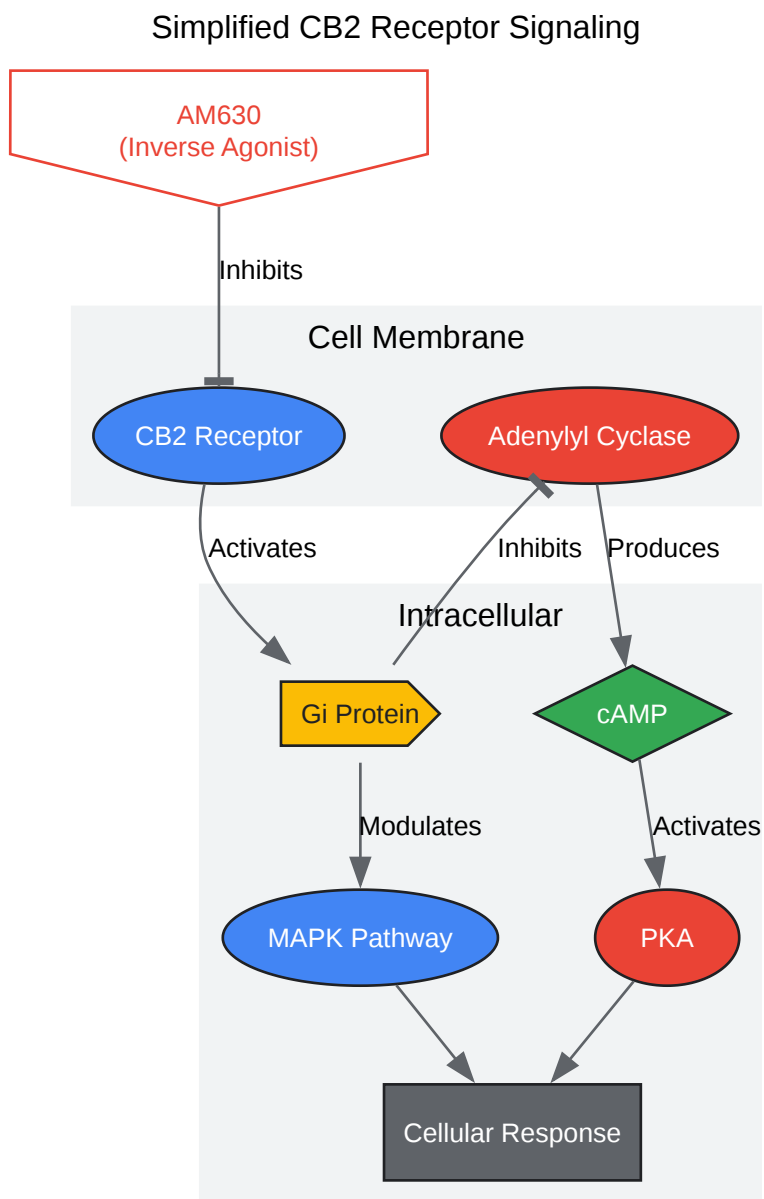 Simplified CB2 Receptor Signaling
AM630
(Inverse Agonist)
Inhibits
Cell Membrane
CB2 Receptor
Adenylyl Cyclase
Activates
Inhibits
Produces
Intracellular
Gi Protein
cAMP
Modulates
Activates
MAPK Pathway
PKA
Cellular Response